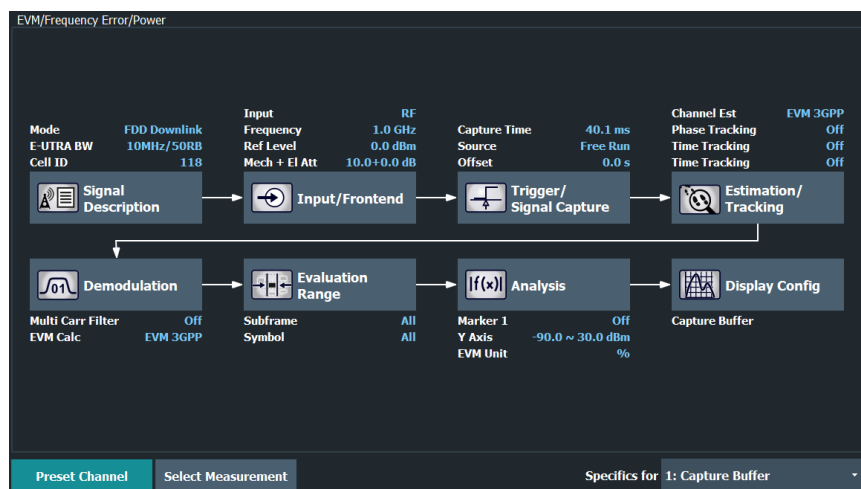 EVM/Frequency Error/Power
Mode FDD Downlink
E-UTRA BW 10MHz/50RB
Cell ID 118
Signal
Description
Input RF
Frequency 1.0 GHz
Ref Level 0.0 dBm
Mech + El Att 10.0+0.0 dB
Input/Frontend
Capture Time 40.1 ms
Source Free Run
Offset 0.0 s
Trigger/
Signal Capture
Channel Est EVM 3GPP
Phase Tracking Off
Time Tracking Off
Time Tracking Off
Estimation/
Tracking
01
Demodulation
Multi Carr Filter Off
EVM Calc EVM 3GPP
Evaluation
Range
Subframe All
Symbol All
|f(x)|
Analysis
Marker 1 Off
Y Axis -90.0 ~ 30.0 dBm
EVM Unit %
Display Config
Capture Buffer
Preset Channel Select Measurement Specifics for 1: Capture Buffer